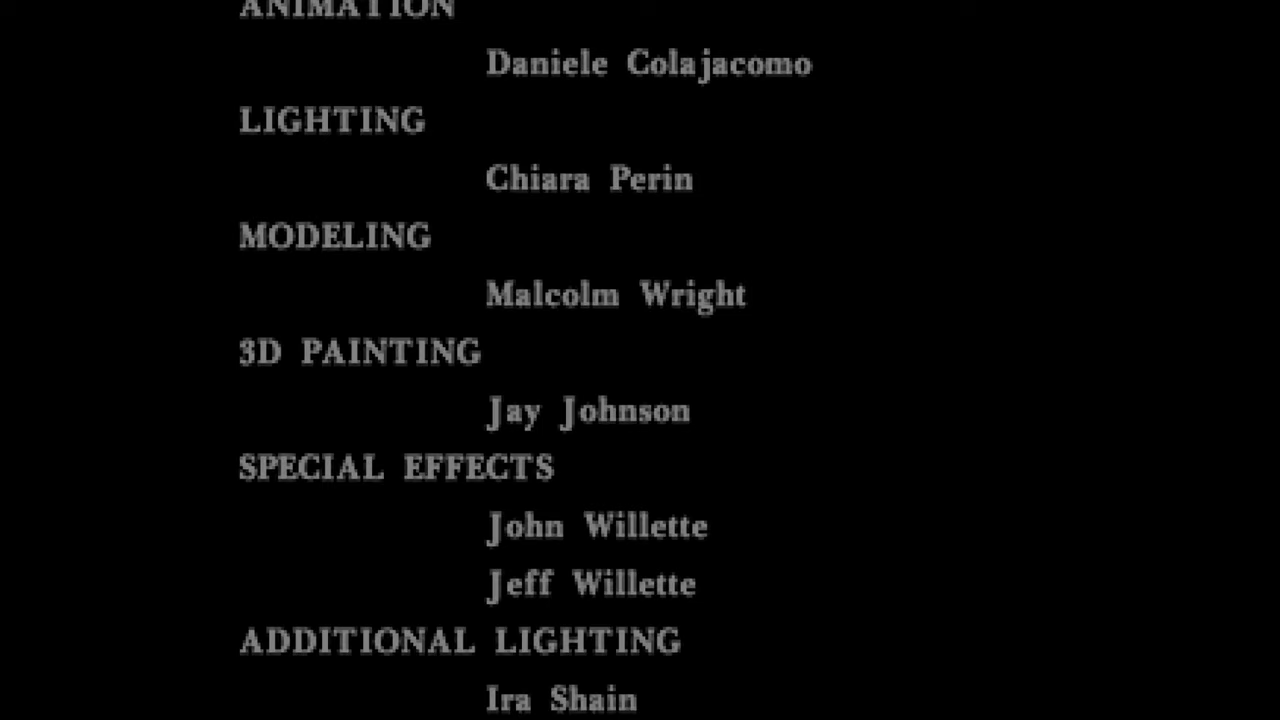 ANIMATION
Daniele Colajacomo
LIGHTING
Chiara Perin
MODELING
Malcolm Wright
3D PAINTING
Jay Johnson
SPECIAL EFFECTS
John Willette
Jeff Willette
ADDITIONAL LIGHTING
Ira Shain